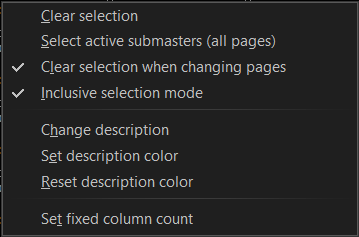 Clear selection
Select active submasters (all pages)
Clear selection when changing pages
Inclusive selection mode
Change description
Set description color
Reset description color
Set fixed column count